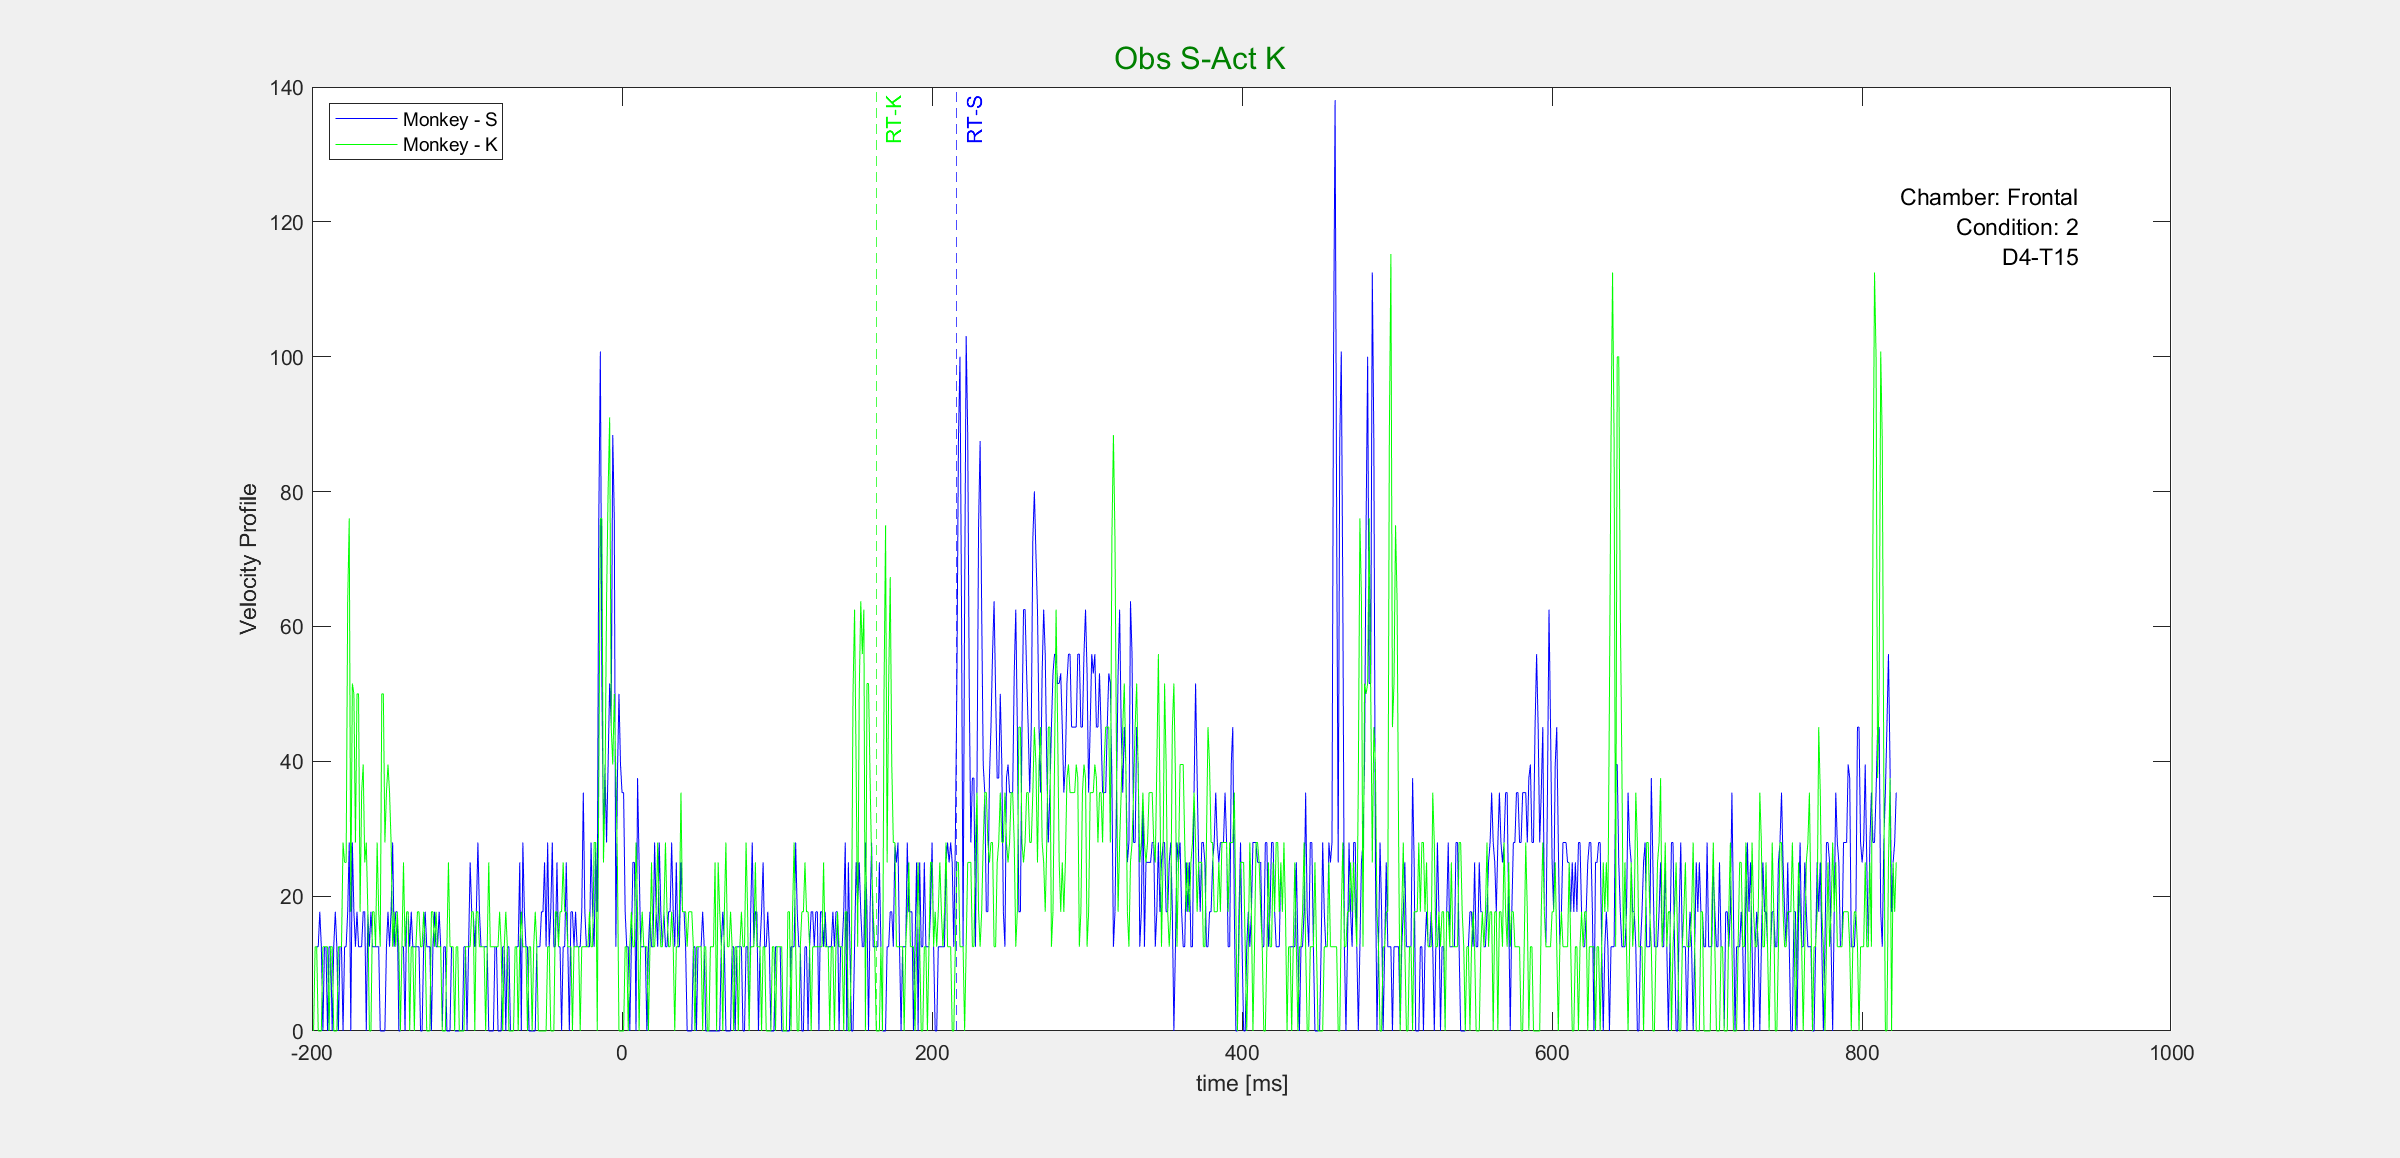 Obs S-Act K
140
120
100
80
60
40
20
0
Velocity Profile
Monkey - S
Monkey - K
RT-K
RT-S
Chamber: Frontal
Condition: 2
D4-T15
-200
0
200
400
600
800
1000
time [ms]